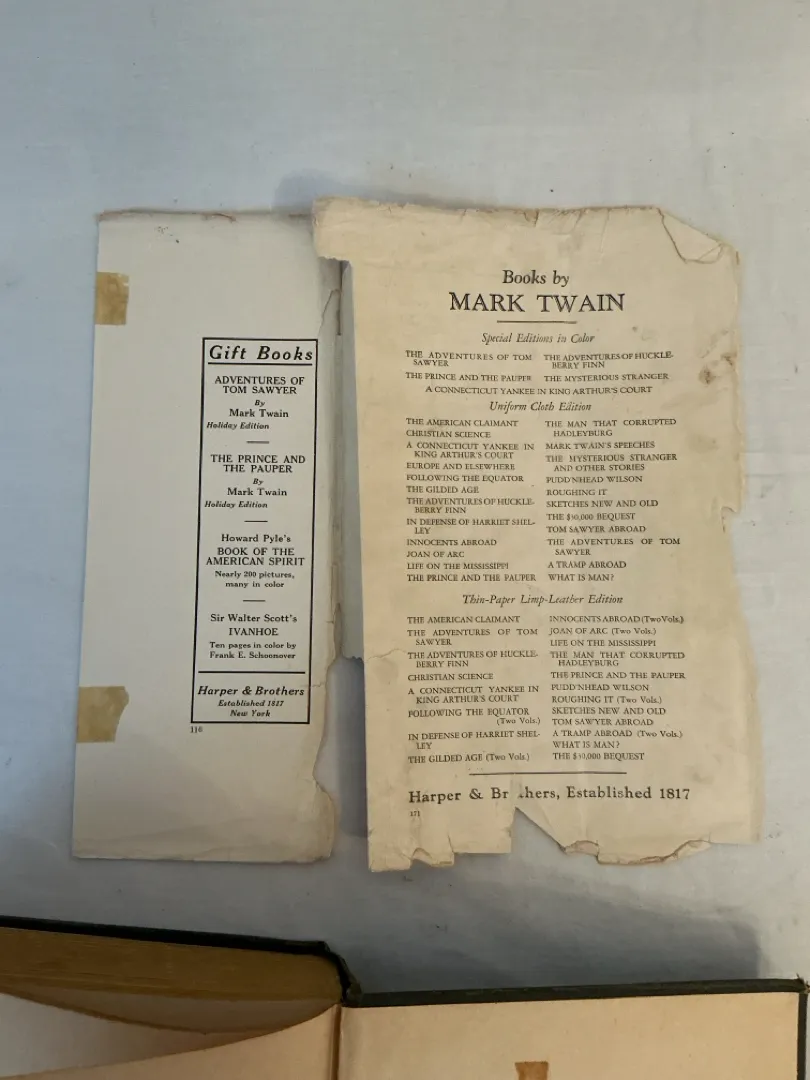 Gift Books
ADVENTURES OF
TOM SAWYER
By
Mark Twain
Holiday Edition
THE PRINCE AND
THE PAUPER
By
Mark Twain
Holiday Edition
Howard Pyle's
BOOK OF THE
AMERICAN SPIRIT
Nearly 200 pictures,
many in color
Sir Walter Scott's
IVANHOE
Ten pages in color by
Frank E. Schoonover
Harper & Brothers
Established 1817
New York
110
Books by
MARK TWAIN
Special Editions in Color
THE ADVENTURES OF TOM
SAWYER
THE PRINCE AND THE PAUPER
THE ADVENTURES OF HUCKLE-
BERRY FINN
THE MYSTERIOUS STRANGER
A CONNECTICUT YANKEE IN KING ARTHUR'S COURT
Uniform Cloth Edition
THE AMERICAN CLAIMANT
CHRISTIAN SCIENCE
A CONNECTICUT YANKEE IN
KING ARTHUR'S COURT
EUROPE AND ELSEWHERE
FOLLOWING THE EQUATOR
THE GILDED AGE
THE ADVENTURES OF HUCKLE-
BERRY FINN
IN DEFENSE OF HARRIET SHEL-
LEY
INNOCENTS ABROAD
JOAN OF ARC
LIFE ON THE MISSISSIPPI
THE PRINCE AND THE PAUPER
THE MAN THAT CORRUPTED
HADLEYBURG
MARK TWAIN'S SPEECHES
THE MYSTERIOUS STRANGER
AND OTHER STORIES
PUDD'NHEAD WILSON
ROUGHING IT
SKETCHES NEW AND OLD
THE $30,000 BEQUEST
TOM SAWYER ABROAD
THE ADVENTURES OF TOM
SAWYER
A TRAMP ABROAD
WHAT IS MAN?
Thin-Paper Limp-Leather Edition
THE AMERICAN CLAIMANT
THE ADVENTURES OF TOM
SAWYER
THE ADVENTURES OF HUCKLE-
BERRY FINN
CHRISTIAN SCIENCE
A CONNECTICUT YANKEE IN
KING ARTHUR'S COURT
FOLLOWING THE EQUATOR
(Two Vols.)
IN DEFENSE OF HARRIET SHEL-
LEY
THE GILDED AGE (Two Vols.)
INNOCENTS ABROAD (Two Vols.)
JOAN OF ARC (Two Vols.)
LIFE ON THE MISSISSIPPI
THE MAN THAT CORRUPTED
HADLEYBURG
THE PRINCE AND THE PAUPER
PUDD'NHEAD WILSON
ROUGHING IT (Two Vols.)
SKETCHES NEW AND OLD
TOM SAWYER ABROAD
A TRAMP ABROAD (Two Vols.)
WHAT IS MAN?
THE $30,000 BEQUEST
Harper & Br hers, Established 1817
171